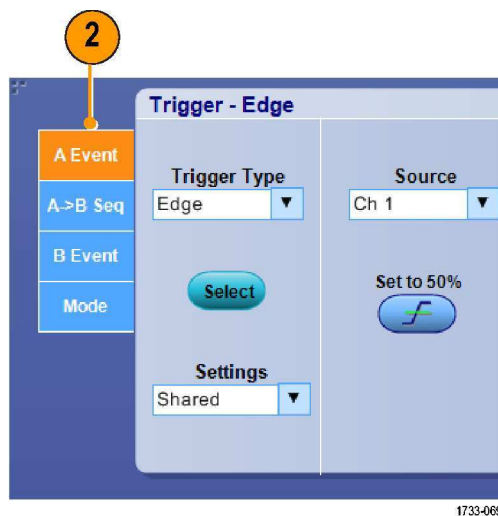 2
Trigger - Edge
A Event
A->B Seq
B Event
Mode
Trigger Type
Edge
Select
Settings
Shared
Source
Ch 1
Set to 50%